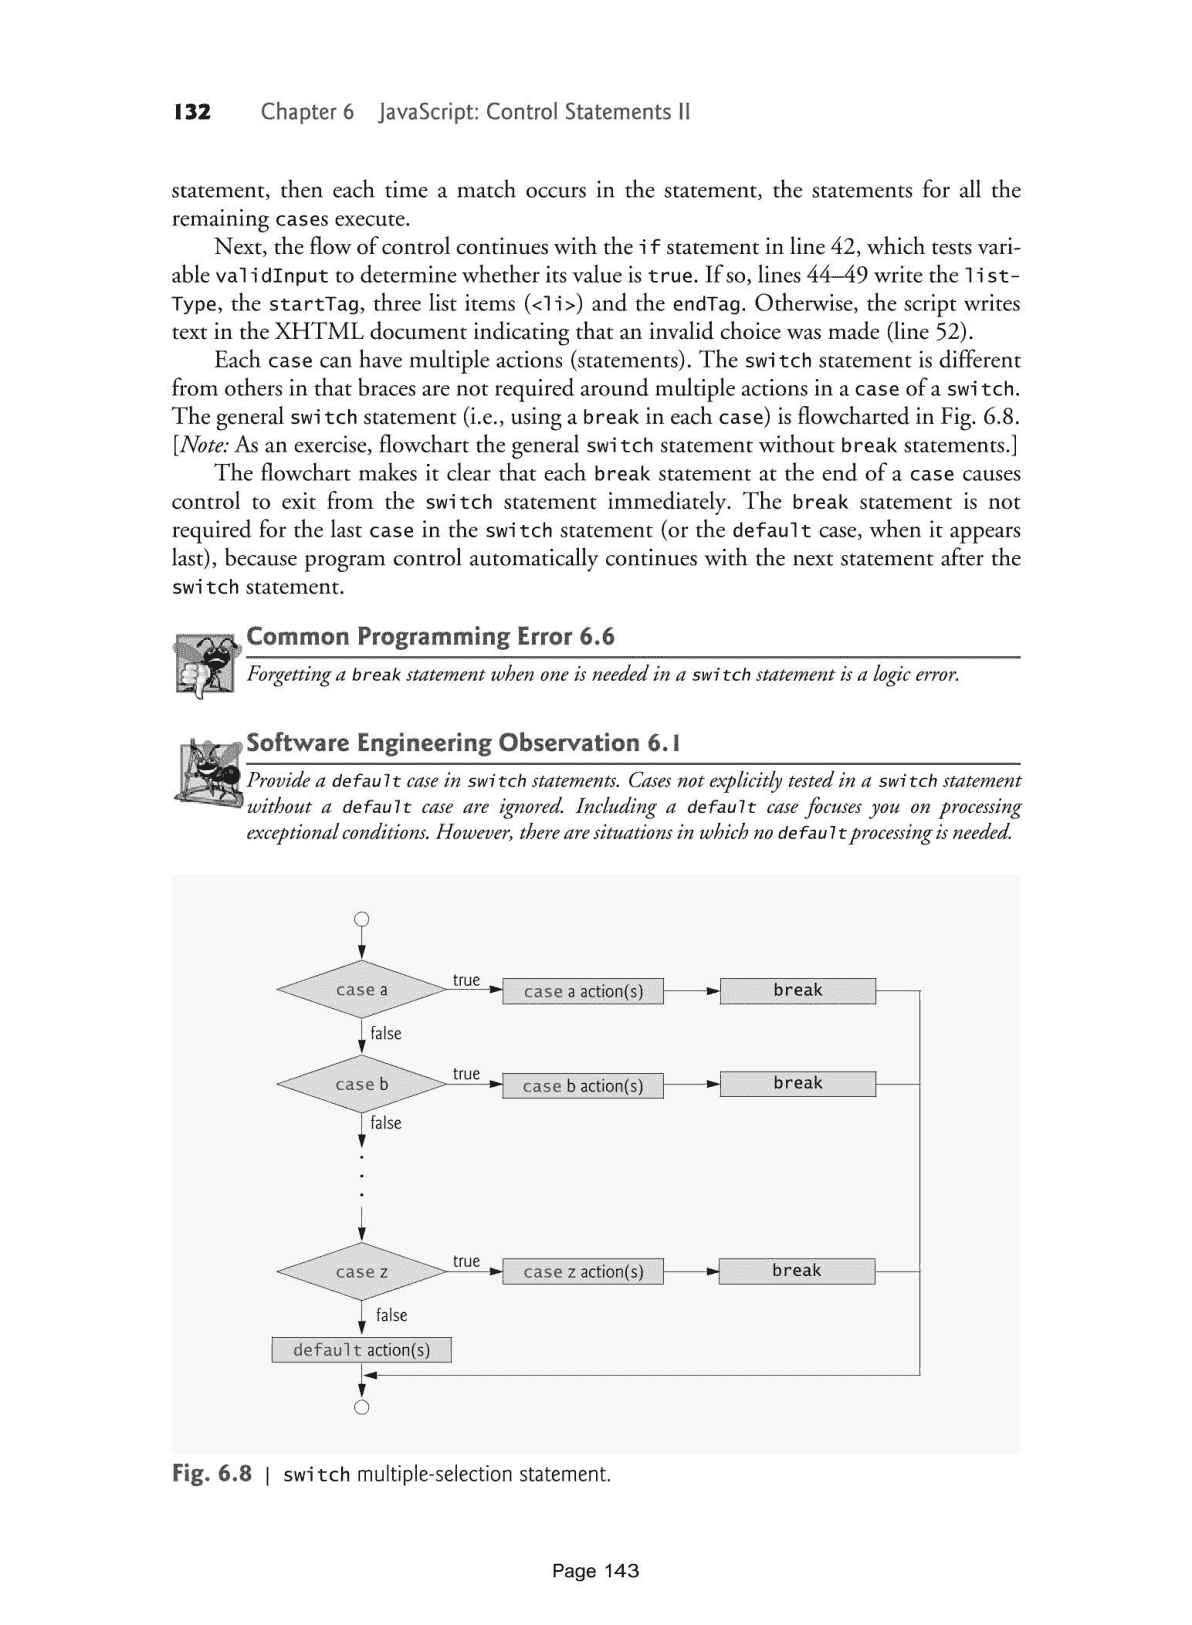 132 Chapter 6 JavaScript: Control Statements II
statement, then each time a match occurs in the statement, the statements for all the
remaining cases execute.
Next, the flow of control continues with the if statement in line 42, which tests vari-
able validInput to determine whether its value is true. If so, lines 44–49 write the list-
Type, the startTag, three list items (<li>) and the endTag. Otherwise, the script writes
text in the XHTML document indicating that an invalid choice was made (line 52).
Each case can have multiple actions (statements). The switch statement is different
from others in that braces are not required around multiple actions in a case of a switch.
The general switch statement (i.e., using a break in each case) is flowcharted in Fig. 6.8.
[Note: As an exercise, flowchart the general switch statement without break statements.]
The flowchart makes it clear that each break statement at the end of a case causes
control to exit from the switch statement immediately. The break statement is not
required for the last case in the switch statement (or the default case, when it appears
last), because program control automatically continues with the next statement after the
switch statement.
Common Programming Error 6.6
Forgetting a break statement when one is needed in a switch statement is a logic error.
Software Engineering Observation 6.1
Provide a default case in switch statements. Cases not explicitly tested in a switch statement
without a default case are ignored. Including a default case focuses you on processing
exceptional conditions. However, there are situations in which no default processing is needed.
case a true case a action(s) break
false
case b true case b action(s) break
false
.
.
.
case z true case z action(s) break
false
default action(s)
Fig. 6.8 | switch multiple-selection statement.
Page 143